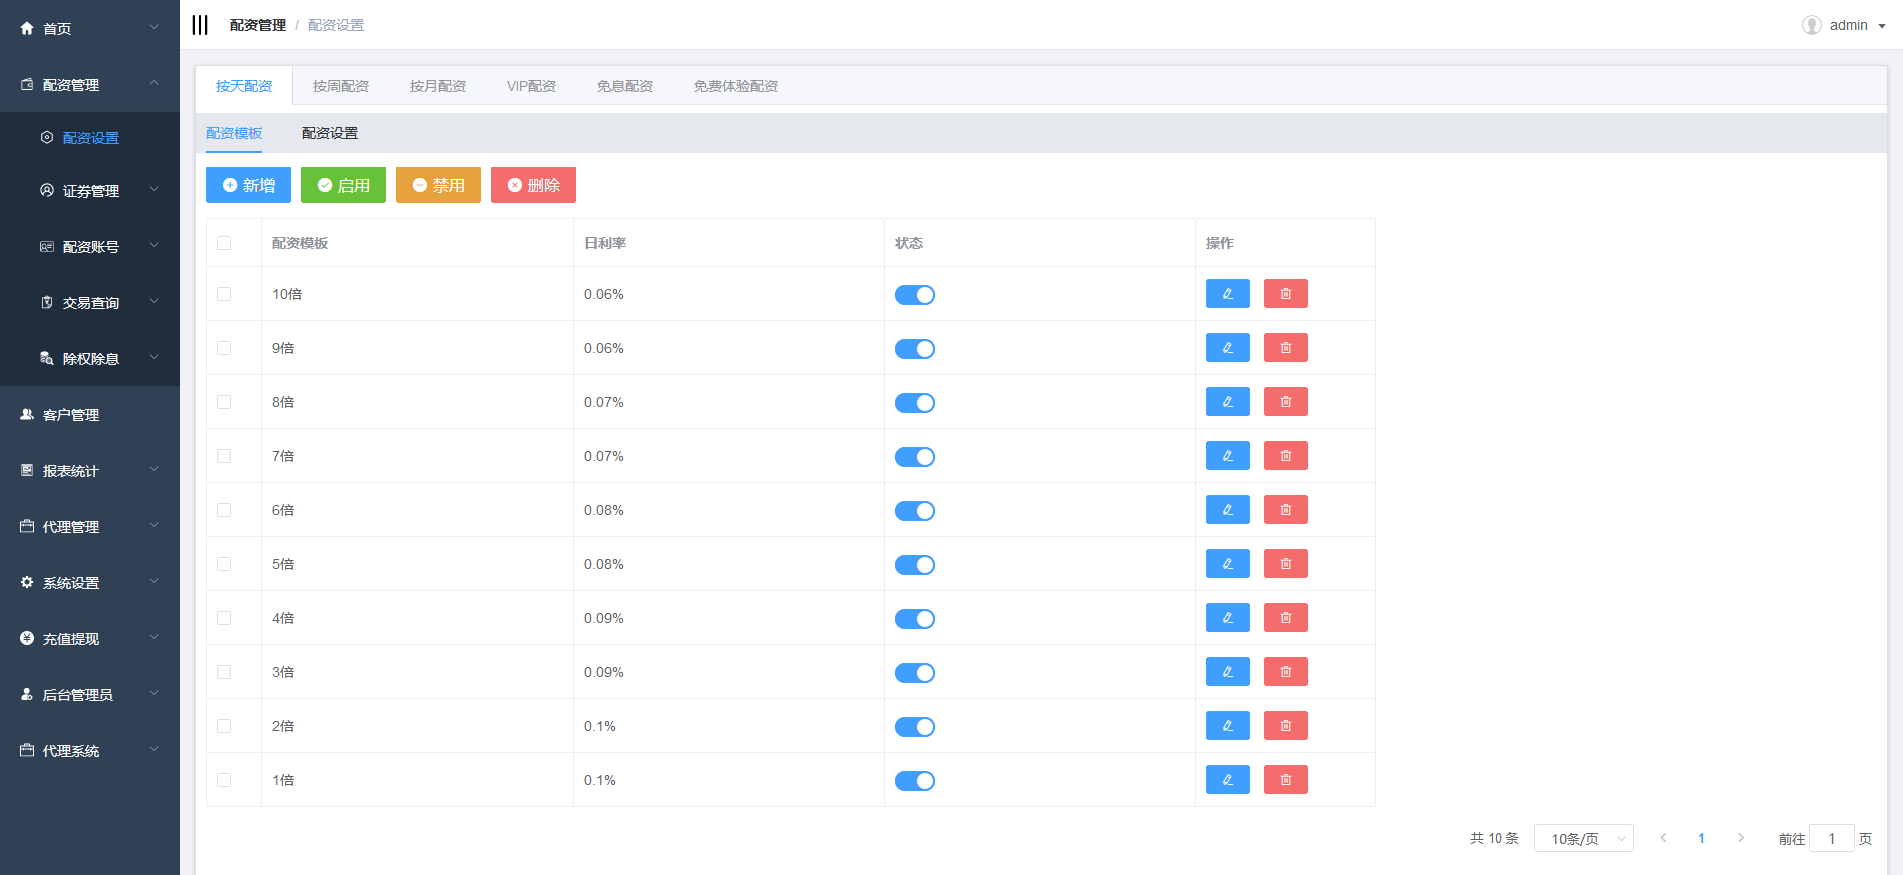 首页
配资管理
配资设置
证券管理
配资账号
交易查询
除权除息
客户管理
报表统计
代理管理
系统设置
充值提现
后台管理员
代理系统
配资管理 / 配资设置
admin
按天配资 按周配资 按月配资 VIP配资 免息配资 免费体验配资
配资模板 配资设置
新增 启用 禁用 删除
配资模板 日利率 状态 操作
10倍 0.06%
9倍 0.06%
8倍 0.07%
7倍 0.07%
6倍 0.08%
5倍 0.08%
4倍 0.09%
3倍 0.09%
2倍 0.1%
1倍 0.1%
共 10 条 10条/页 1 前往 1 页